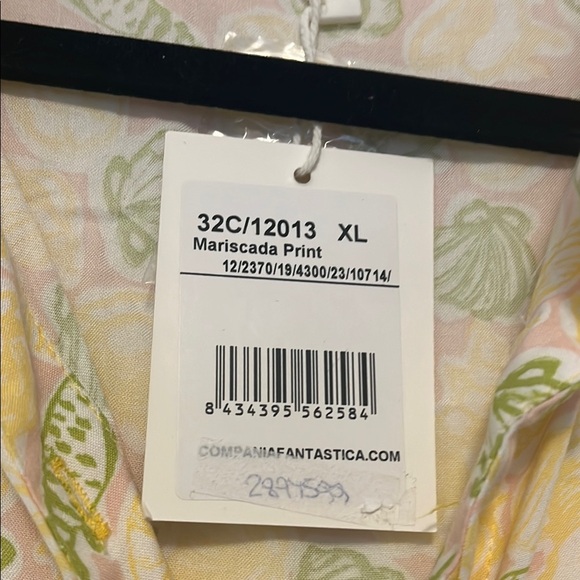 32C/12013 XL
Mariscada Print
12/2370/19/4300/23/10714/
8 434395 562584
COMPANIAFANTASTICA.COM